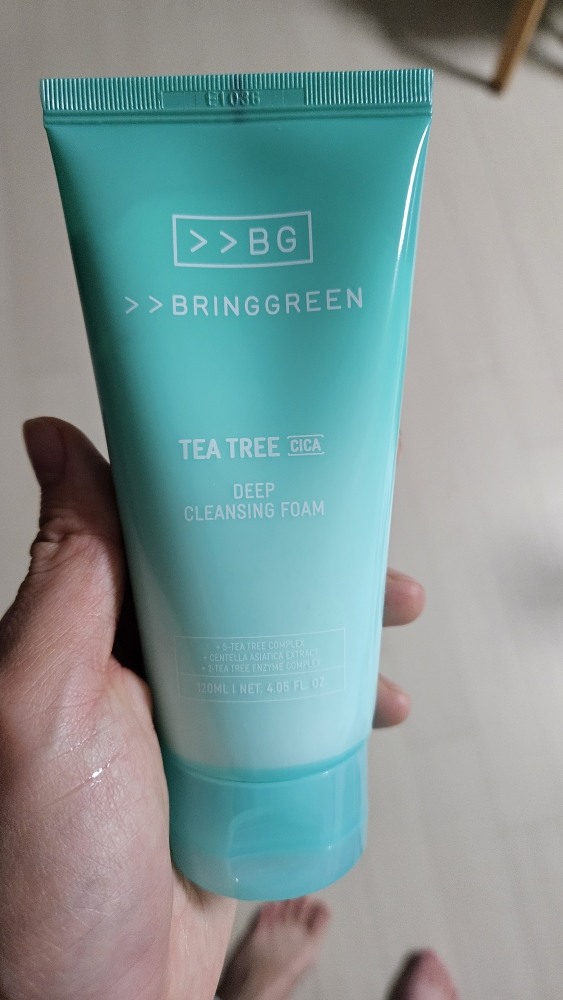 >>BG
>>BRINGGREEN
TEA TREE CICA
DEEP
CLEANSING FOAM
+ 5-TEA TREE COMPLEX
+ CENTELLA ASIATICA EXTRACT
+ 2-TEA TREE ENZYME COMPLEX
120ML | NET. 4.05 FL. OZ.